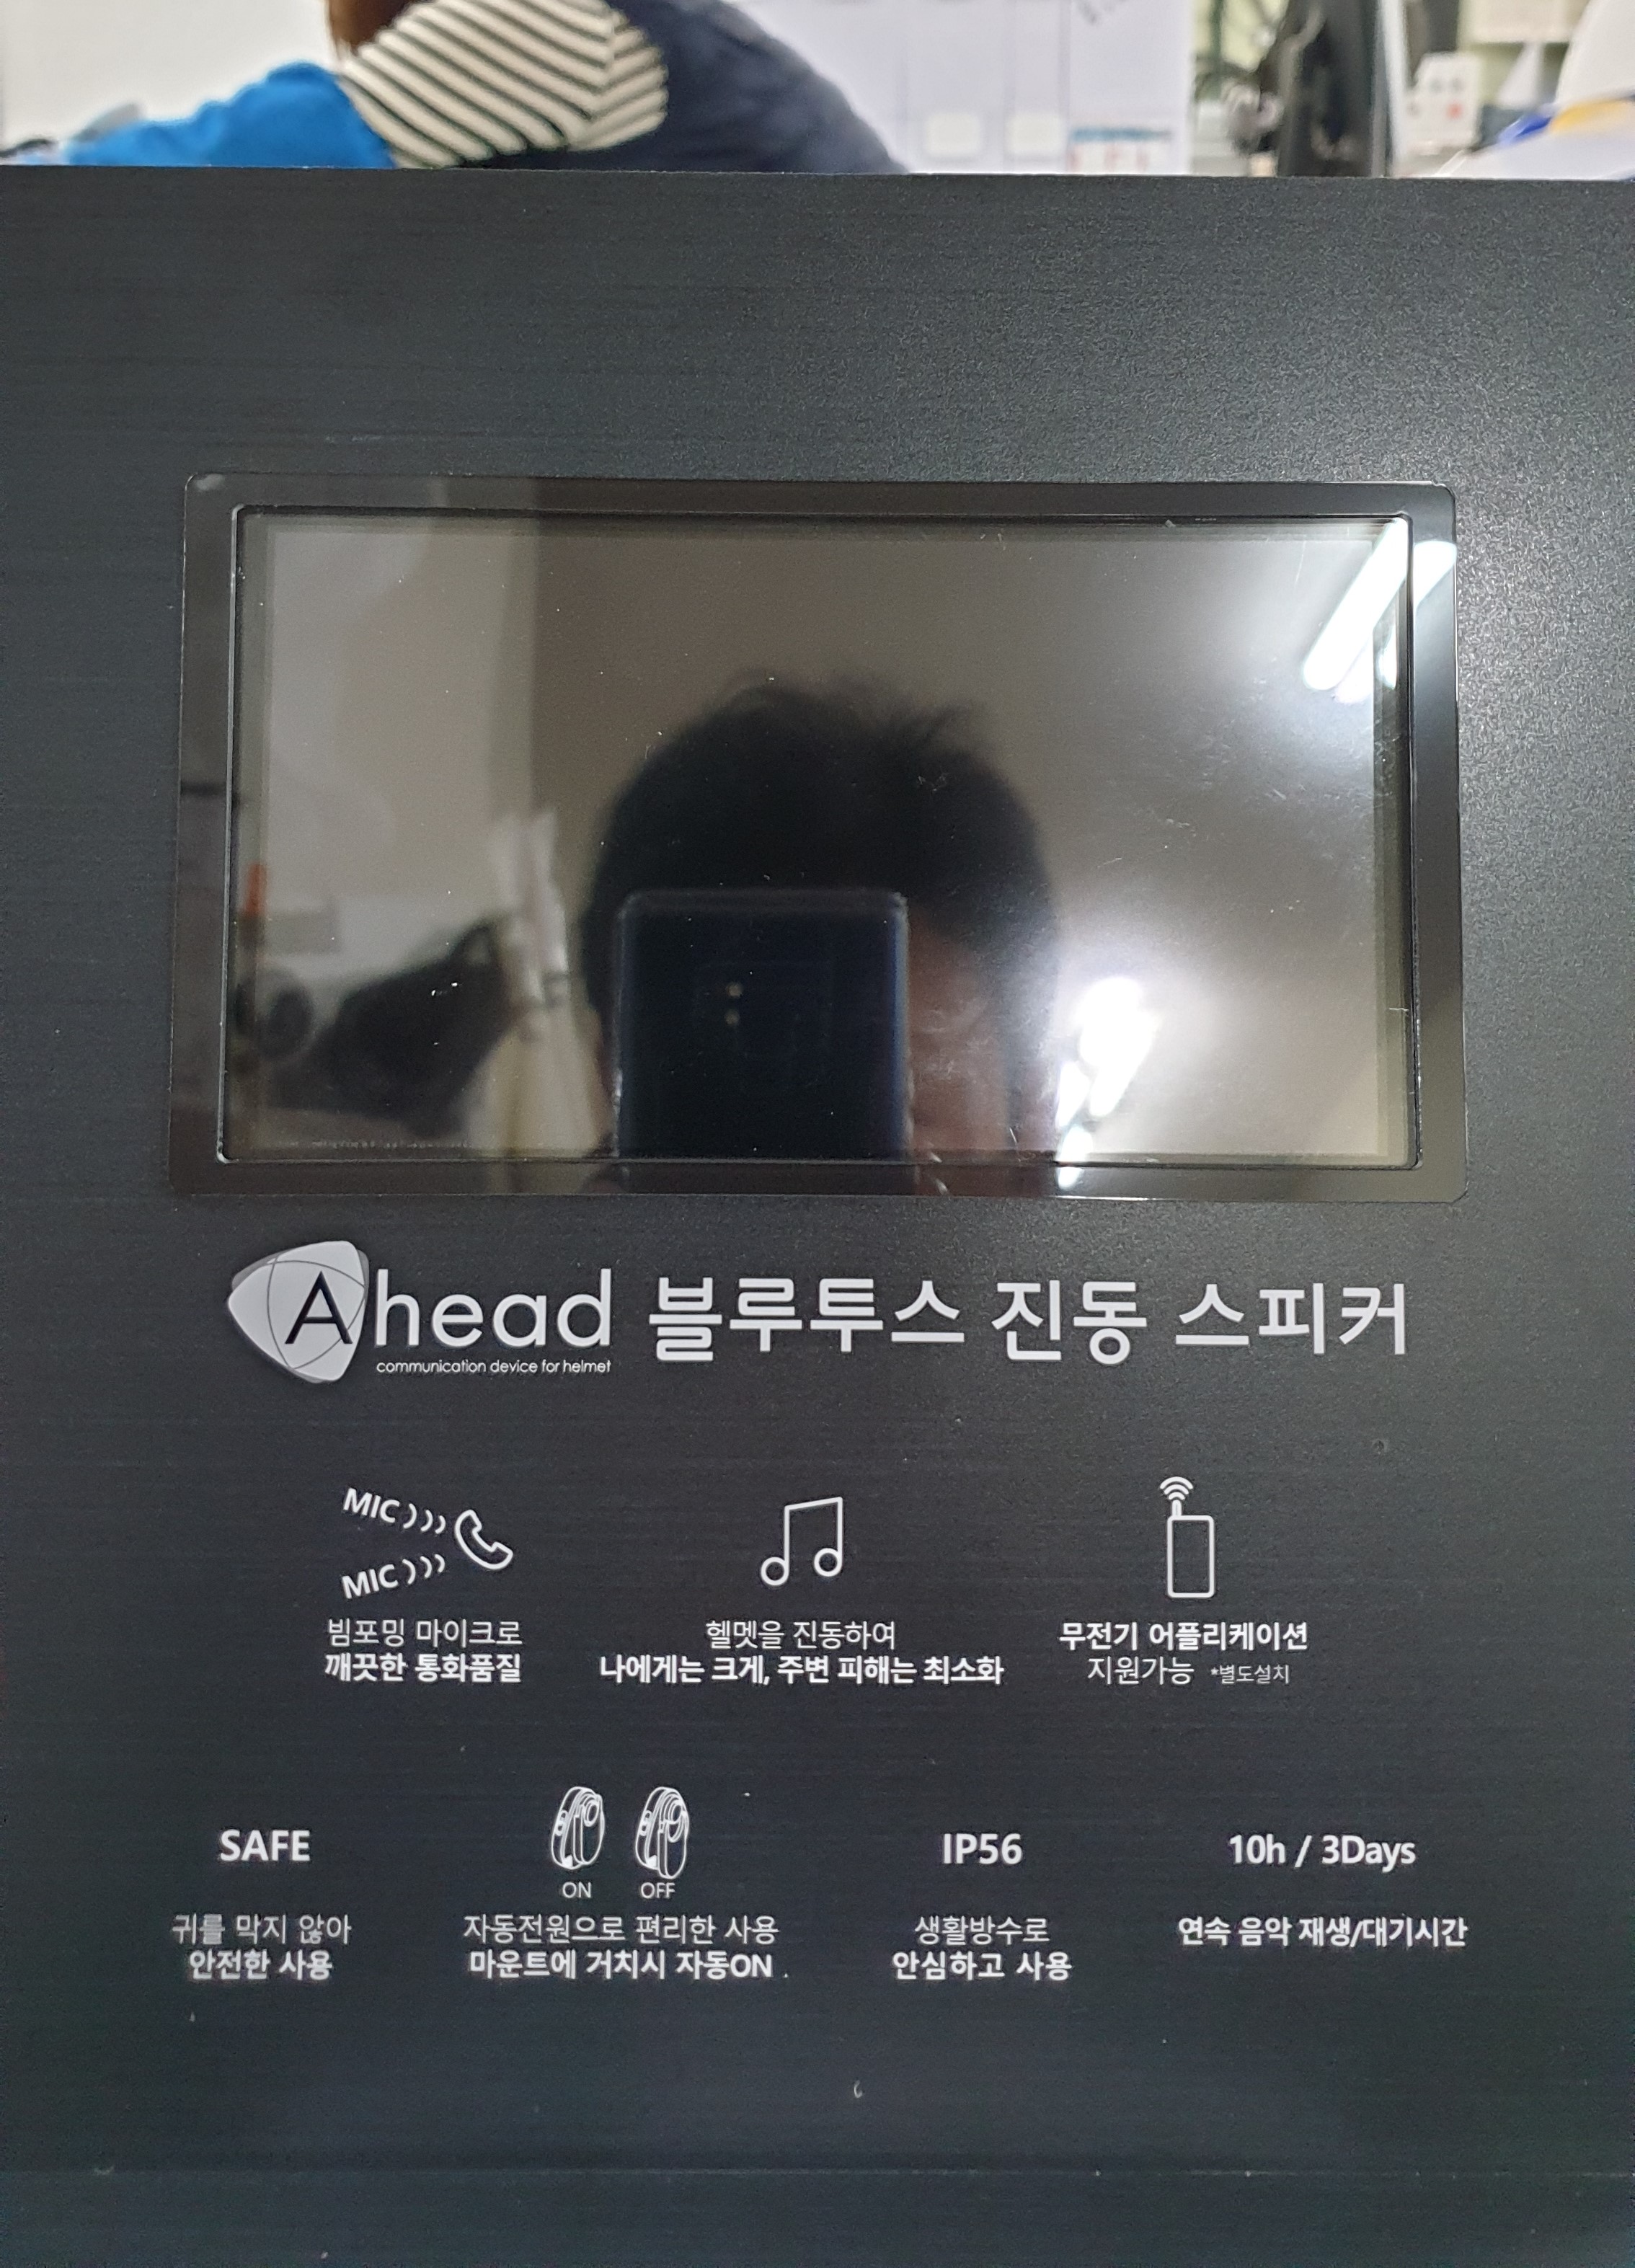 Ahead 블루투스 진동 스피커
communication device for helmet
MIC
MIC
빔포밍 마이크로
깨끗한 통화품질
헬멧을 진동하여
나에게는 크게, 주변 피해는 최소화
무전기 어플리케이션
지원가능 *별도설치
SAFE
귀를 막지 않아
안전한 사용
ON OFF
자동전원으로 편리한 사용
마운트에 거치시 자동ON
IP56
생활방수로
안심하고 사용
10h / 3Days
연속 음악 재생/대기시간